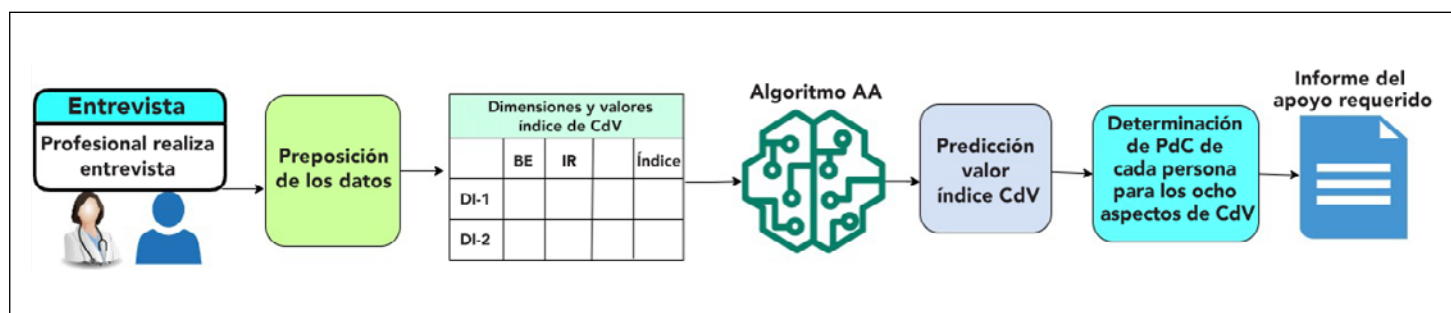 Entrevista
Profesional realiza
entrevista
Preposición
de los datos
Dimensiones y valores
índice de CdV
BE IR Índice
DI-1
DI-2
Algoritmo AA
Predicción
valor
índice CdV
Determinación
de PdC de
cada persona
para los ocho
aspectos de CdV
Informe del
apoyo requerido